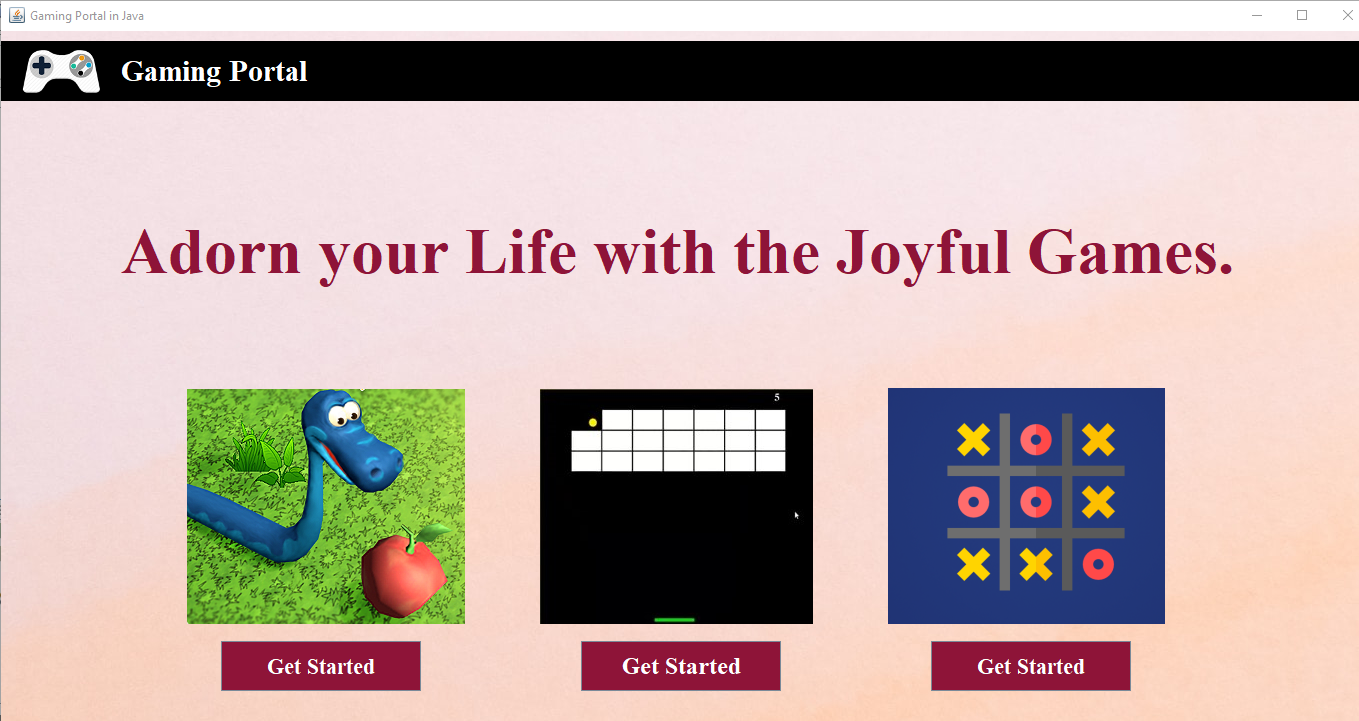 Gaming Portal in Java
Gaming Portal
Adorn your Life with the Joyful Games.
5
Get Started
Get Started
Get Started